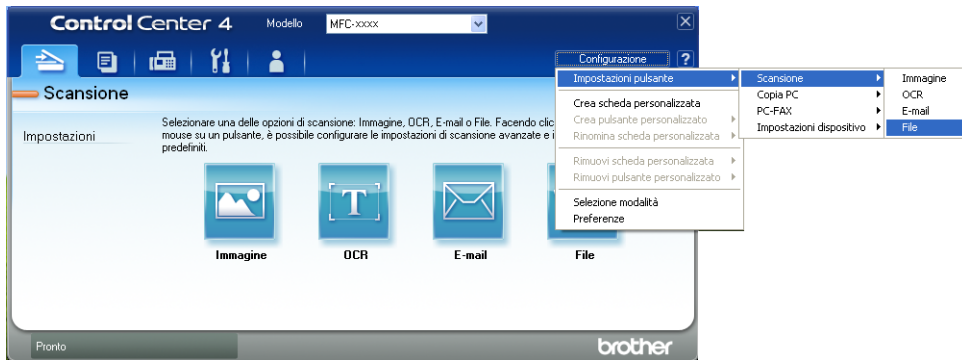 Control Center 4
Modello
MFC-xxxx
Configurazione
?
Scansione
Impostazioni
Selezionare una delle opzioni di scansione: Immagine, OCR, E-mail o File. Facendo clic
mouse su un pulsante, è possibile configurare le impostazioni di scansione avanzate e i
predefiniti.
Immagine
OCR
E-mail
File
Impostazioni pulsante
Crea scheda personalizzata
Crea pulsante personalizzato
Rinomina scheda personalizzata
Rimuovi scheda personalizzata
Rimuovi pulsante personalizzato
Selezione modalità
Preferenze
Scansione
Copia PC
PC-FAX
Impostazioni dispositivo
Immagine
OCR
E-mail
File
Pronto
brother